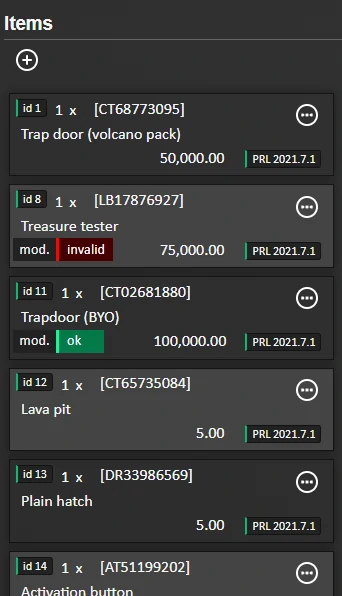 Items
id 1 1 x [CT68773095]
Trap door (volcano pack)
50,000.00 PRL 2021.7.1
id 8 1 x [LB17876927]
Treasure tester
mod. invalid 75,000.00 PRL 2021.7.1
id 11 1 x [CT02681880]
Trapdoor (BYO)
mod. ok 100,000.00 PRL 2021.7.1
id 12 1 x [CT65735084]
Lava pit
5.00 PRL 2021.7.1
id 13 1 x [DR33986569]
Plain hatch
5.00 PRL 2021.7.1
id 14 1 x [AT51199202]
Activation button